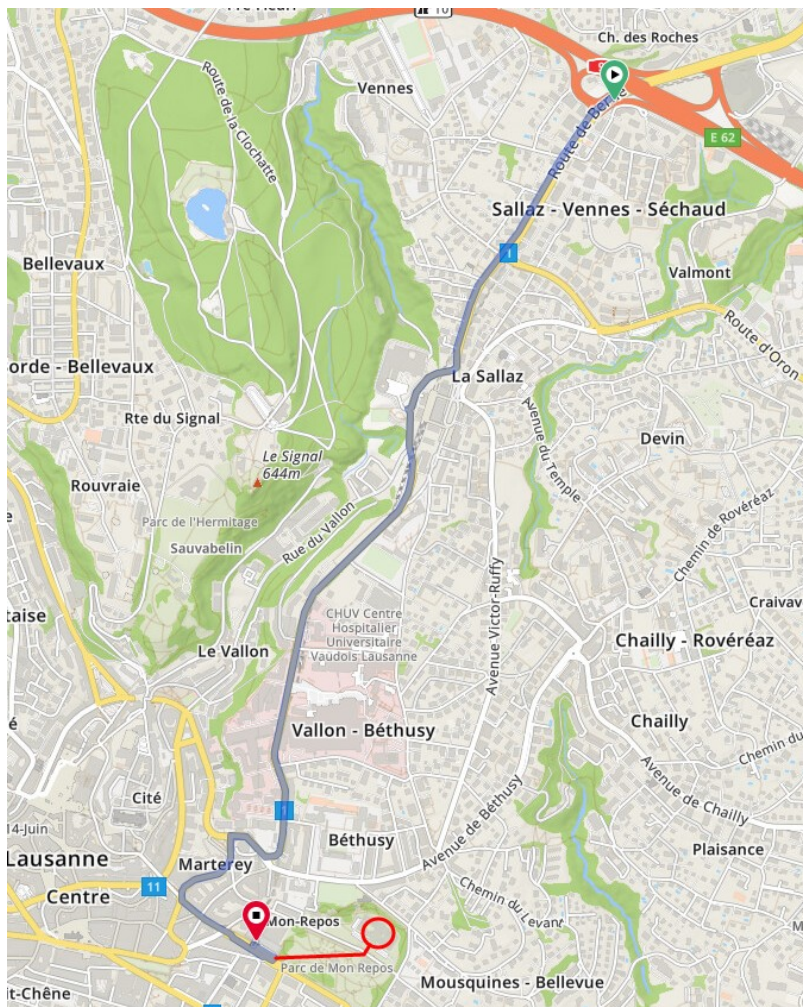 10
Ch. des Roches
Vennes
Route de la Clochatte
Route de Berne
E 62
Sallaz - Vennes - Séchaud
1
Bellevaux
Valmont
Route d'Oron
orde - Bellevaux
La Sallaz
Rte du Signal
Avenue du Temple
Devin
Le Signal
644m
Rouvraie
Parc de l'Hermitage
Rue du Vallon
Chemin de Rovéréaz
Sauvabelin
Avenue-Victor-Ruffy
Craivav
taise
CHUV Centre
Hospitalier
Universitaire
Vaudois Lausanne
Chailly - Rovéréaz
Le Vallon
é
Vallon - Béthusy
Chailly
Chemin du
Cité
1
Avenue de Chailly
14-Juin
Béthusy
Avenue de Béthusy
Plaisance
Lausanne
Marterey
11
Centre
Chemin du Levant
Mon-Repos
Parc de Mon Repos
Mousquines - Bellevue
it-Chêne